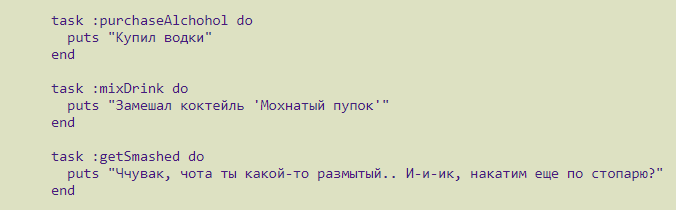 task :purchaseAlchohol do
puts "Купил водки"
end
task :mixDrink do
puts "Замешал коктейль 'Мохнатый пупок'"
end
task :getSmashed do
puts "Ччувак, чота ты какой-то размытый.. И-и-ик, накатим еще по стопарю?"
end